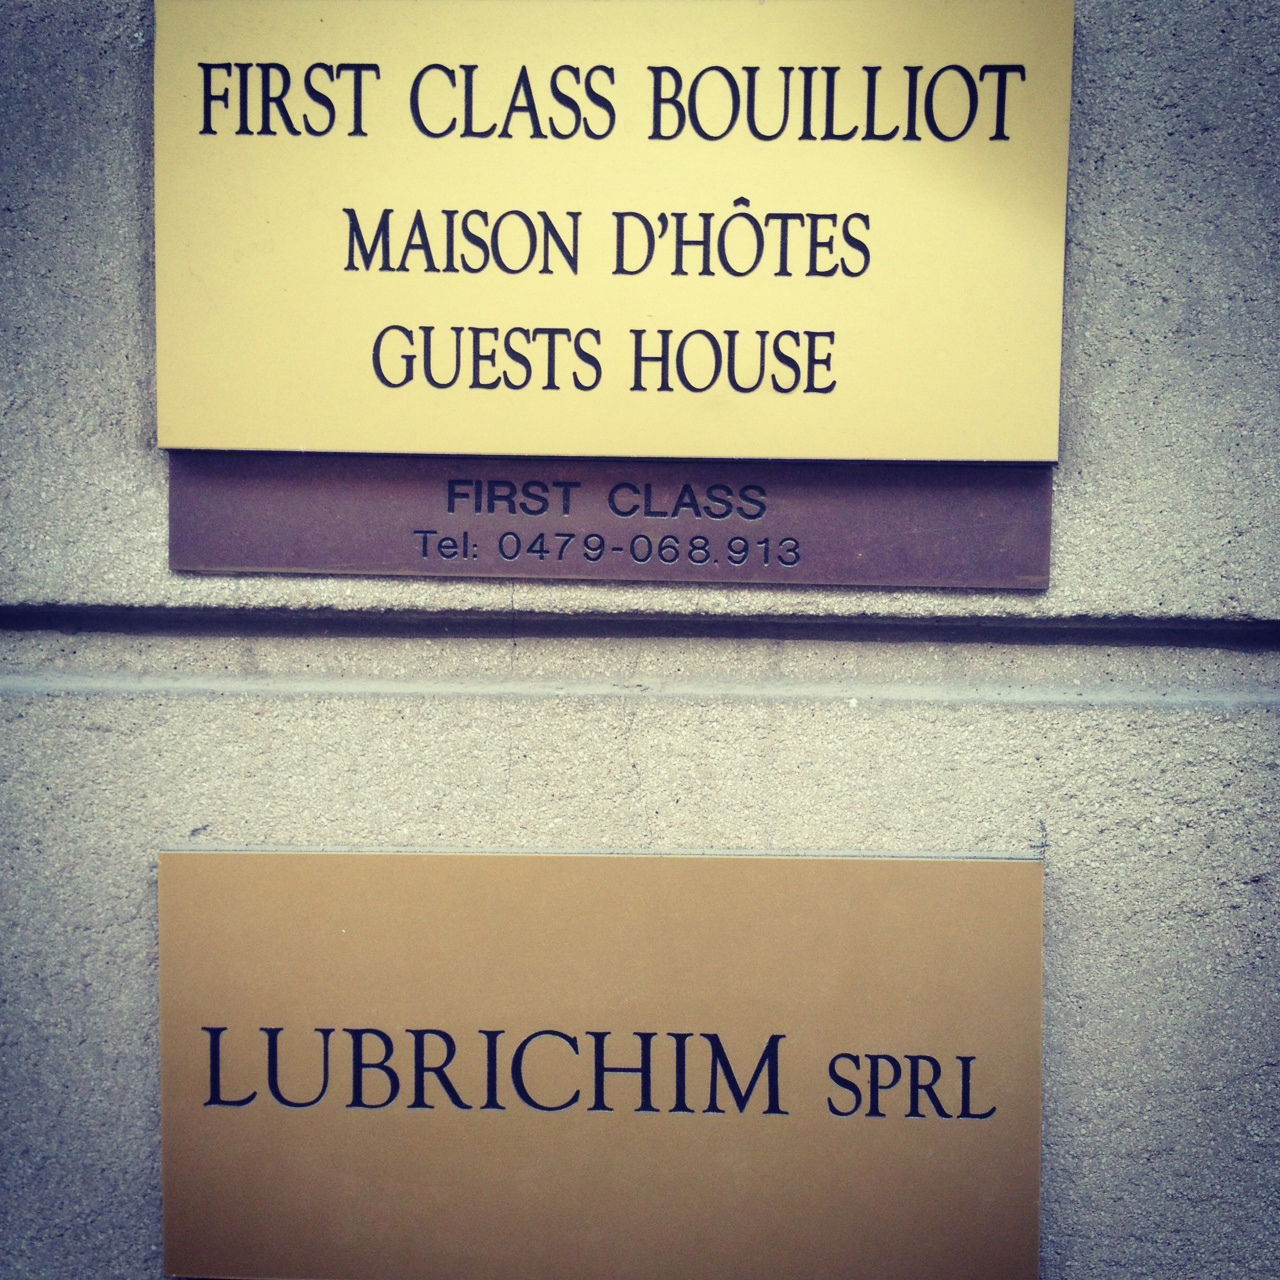 FIRST CLASS BOUILLIOT
MAISON D'HÔTES
GUESTS HOUSE
FIRST CLASS
Tel: 0479-068.913
LUBRICHIM SPRL